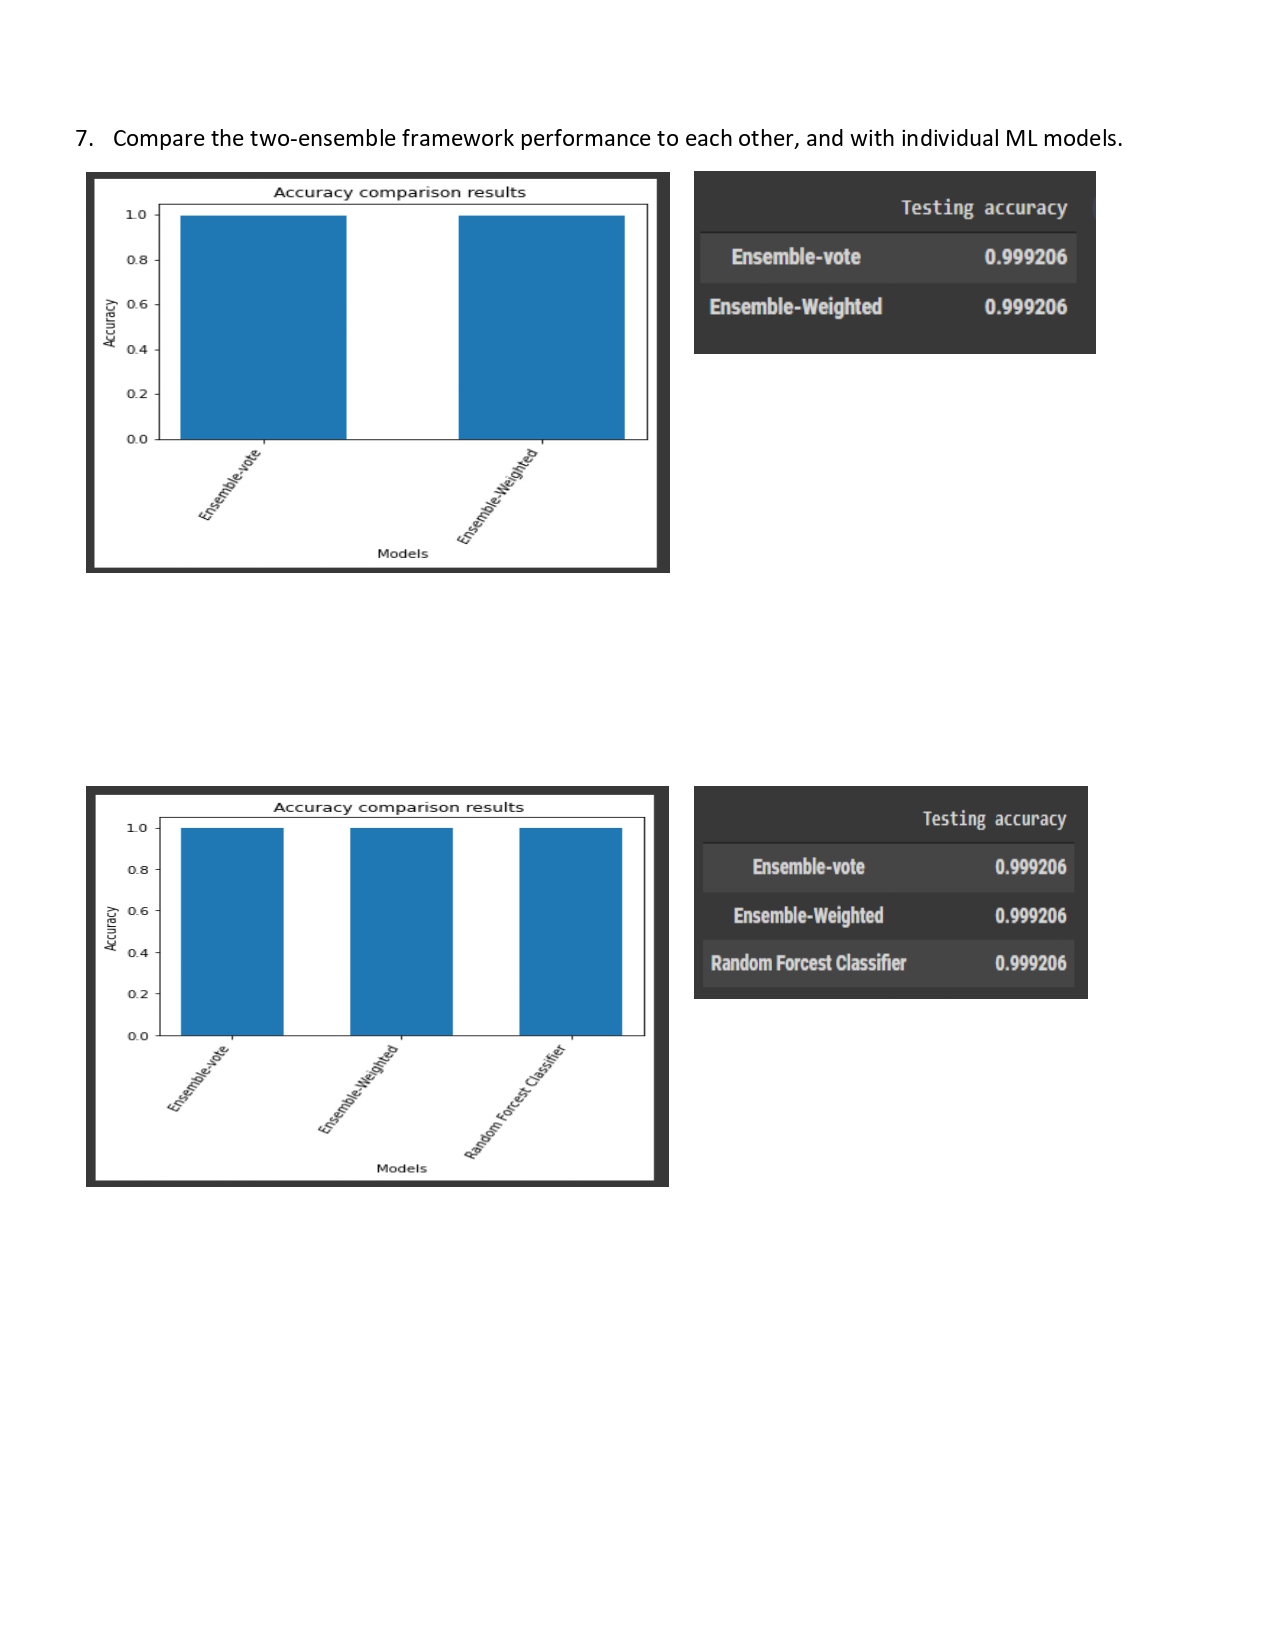 7. Compare the two-ensemble framework performance to each other, and with individual ML models.
Accuracy comparison results
1.0
0.8
0.6
0.4
0.2
0.0
Accuracy
Ensemble-vote
Ensemble-Weighted
Models
Testing accuracy
Ensemble-vote 0.999206
Ensemble-Weighted 0.999206
Accuracy comparison results
1.0
0.8
0.6
0.4
0.2
0.0
Accuracy
Ensemble-vote
Ensemble-Weighted
Random Forcest Classifier
Models
Testing accuracy
Ensemble-vote 0.999206
Ensemble-Weighted 0.999206
Random Forcest Classifier 0.999206